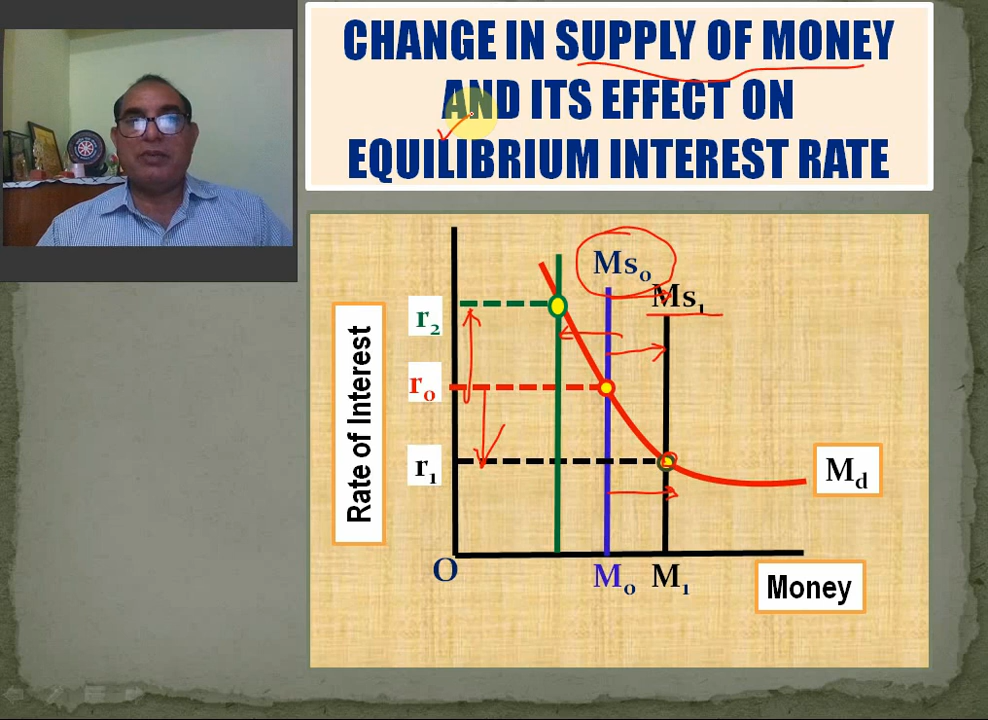 CHANGE IN SUPPLY OF MONEY
AND ITS EFFECT ON
EQUILIBRIUM INTEREST RATE
Ms₀
Ms₁
r₂
r₀
r₁
Rate of Interest
Md
O
M₀
M₁
Money